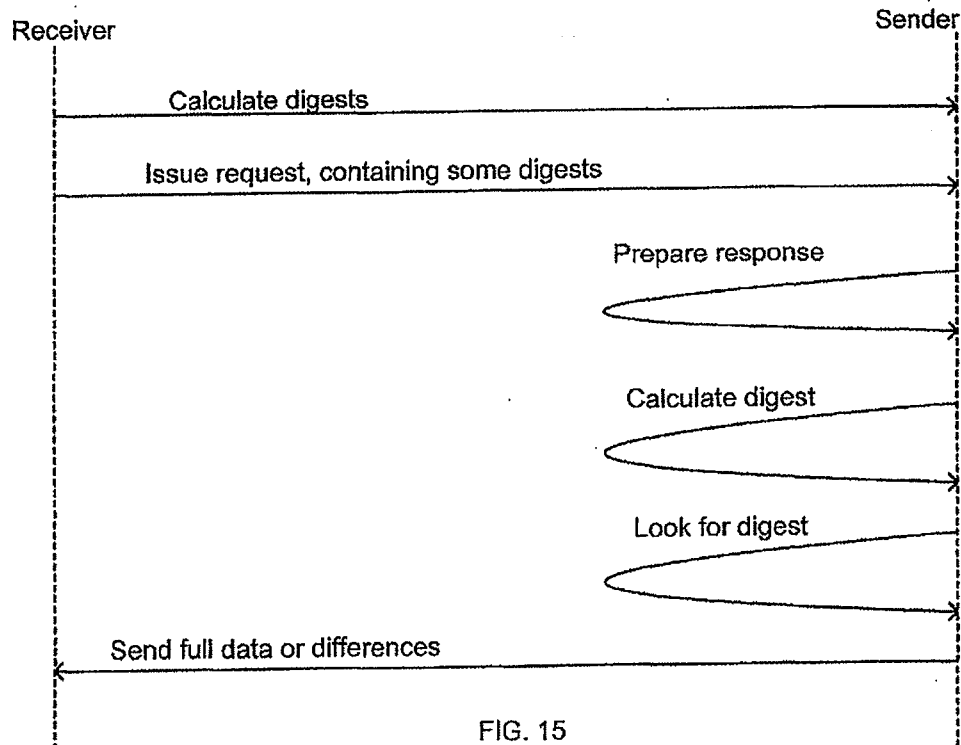 Receiver
Sender
Calculate digests
Issue request, containing some digests
Prepare response
Calculate digest
Look for digest
Send full data or differences
FIG. 15